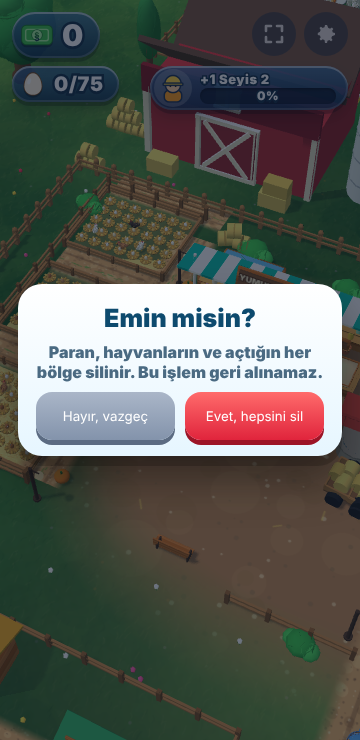 0
0/75
+1 Seyis 2
0%
Emin misin?
Paran, hayvanların ve açtığın her
bölge silinir. Bu işlem geri alınamaz.
Hayır, vazgeç
Evet, hepsini sil